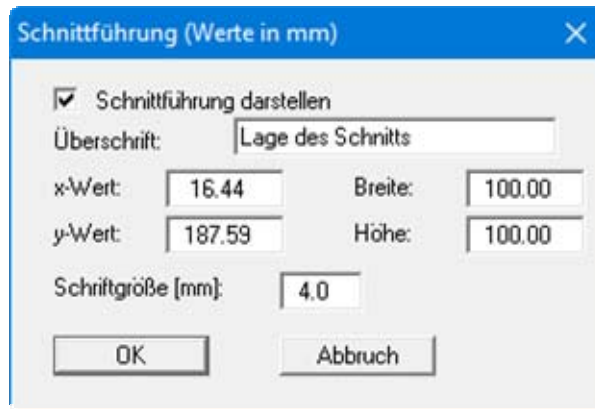 Schnittführung (Werte in mm)
Schnittführung darstellen
Überschrift: Lage des Schnitts
x-Wert: 16.44 Breite: 100.00
y-Wert: 187.59 Höhe: 100.00
Schriftgröße [mm]: 4.0
OK Abbruch